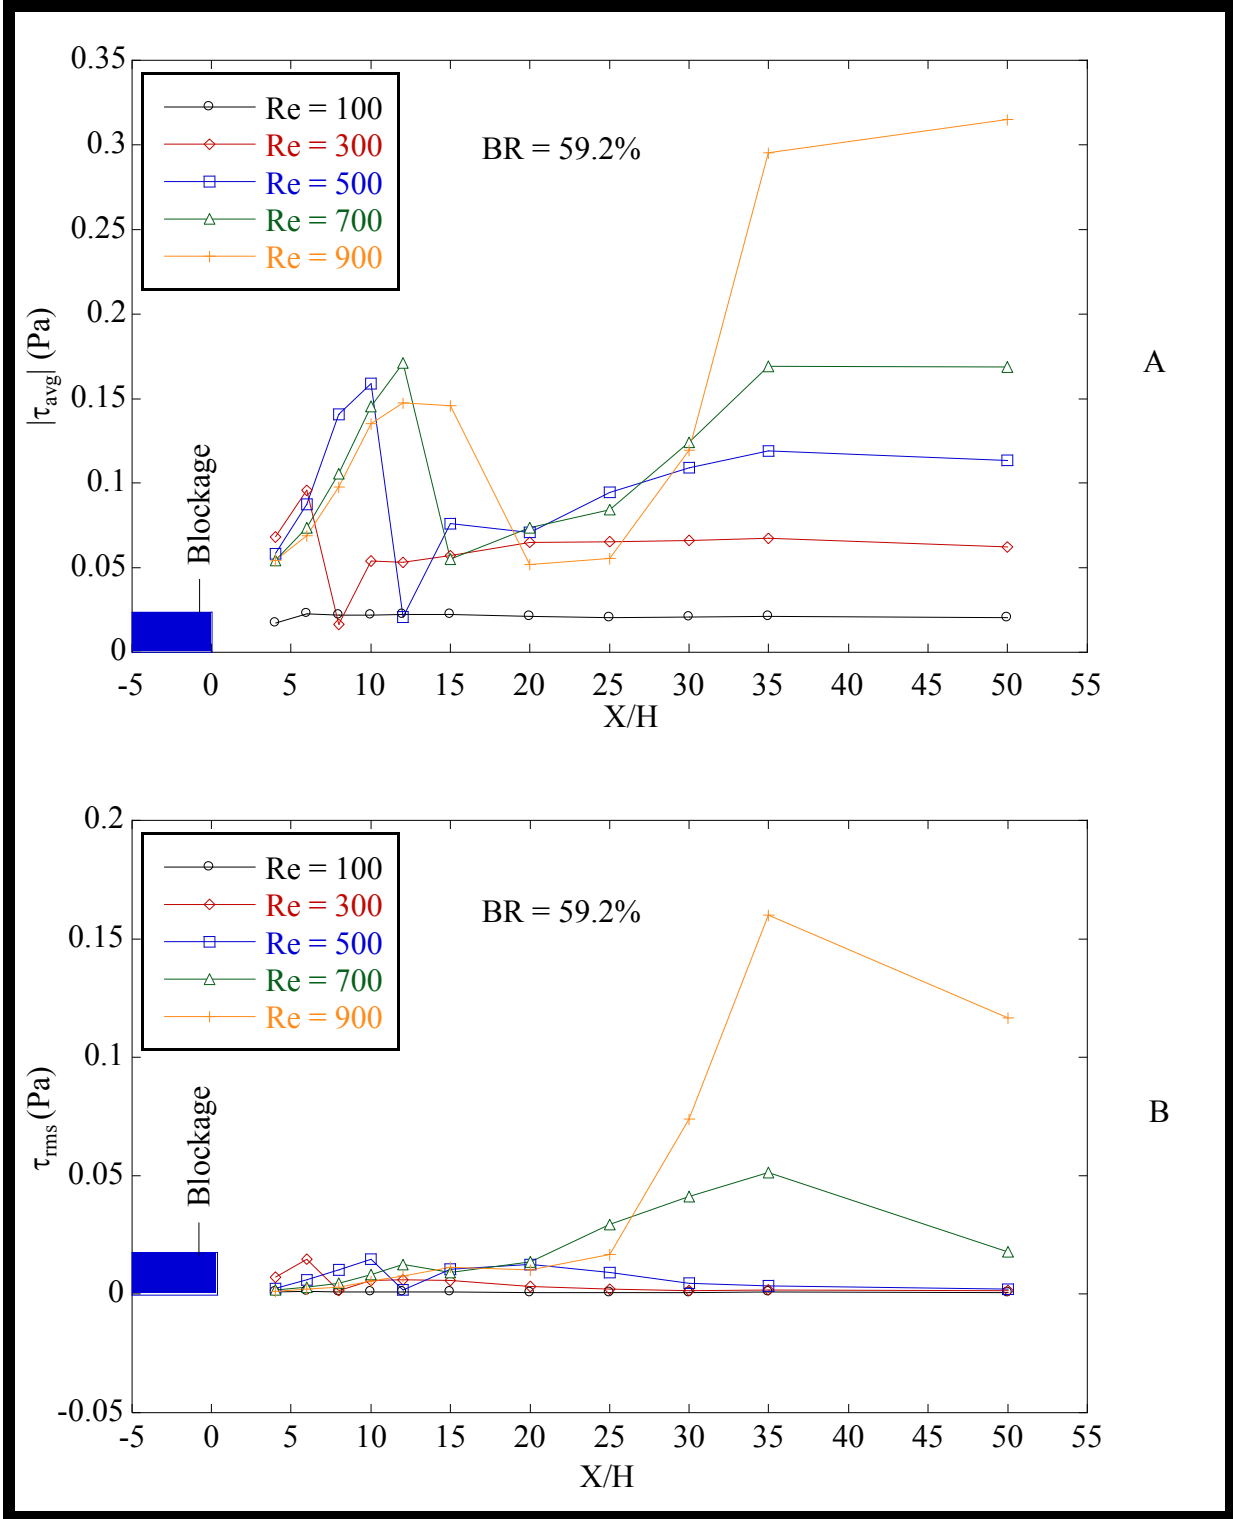 0.35
0.3
0.25
0.2
0.15
0.1
0.05
0
|τavg| (Pa)
Re = 100
Re = 300
Re = 500
Re = 700
Re = 900
BR = 59.2%
A
Blockage
-5 0 5 10 15 20 25 30 35 40 45 50 55
X/H
0.2
0.15
0.1
0.05
0
-0.05
τrms (Pa)
Re = 100
Re = 300
Re = 500
Re = 700
Re = 900
BR = 59.2%
B
Blockage
-5 0 5 10 15 20 25 30 35 40 45 50 55
X/H